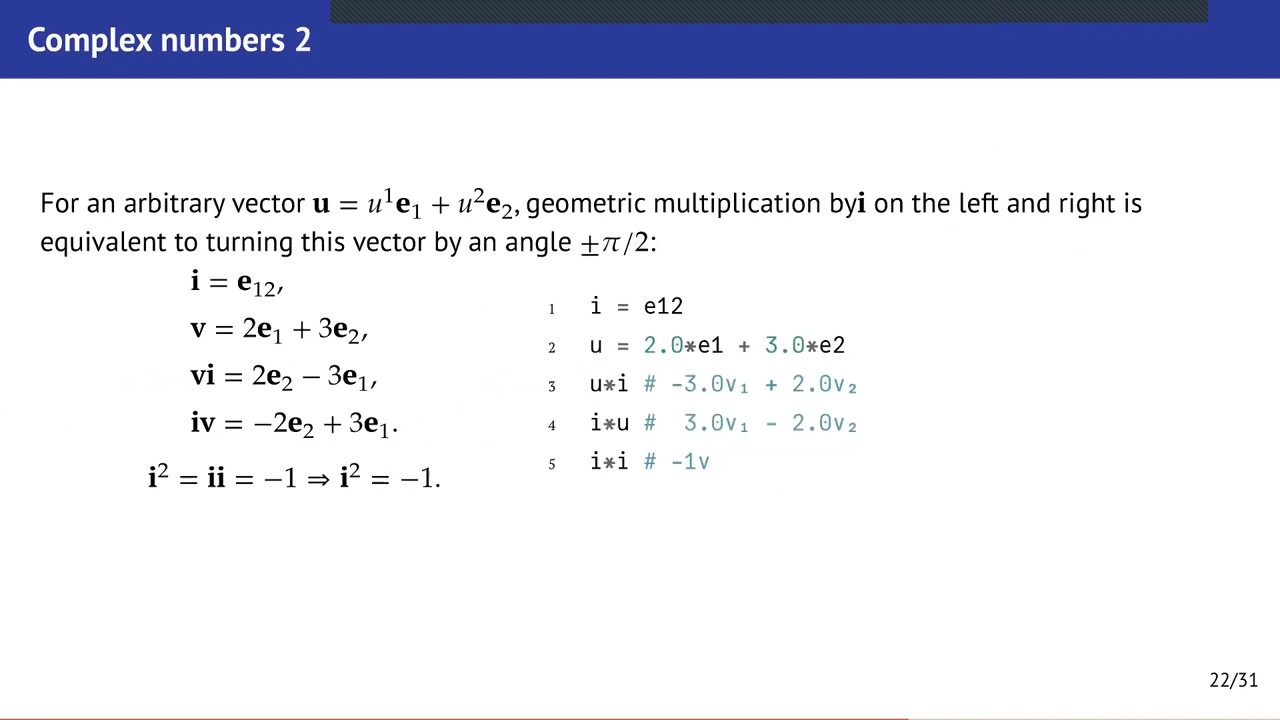 Complex numbers 2
For an arbitrary vector u = u¹e₁ + u²e₂, geometric multiplication byi on the left and right is
equivalent to turning this vector by an angle ±π/2:
i = e₁₂,
v = 2e₁ + 3e₂,
vi = 2e₂ − 3e₁,
iv = −2e₂ + 3e₁.
i² = ii = −1 ⇒ i² = −1.
1 i = e12
2 u = 2.0*e1 + 3.0*e2
3 u*i # -3.0v₁ + 2.0v₂
4 i*u #  3.0v₁ - 2.0v₂
5 i*i # -1v
22/31